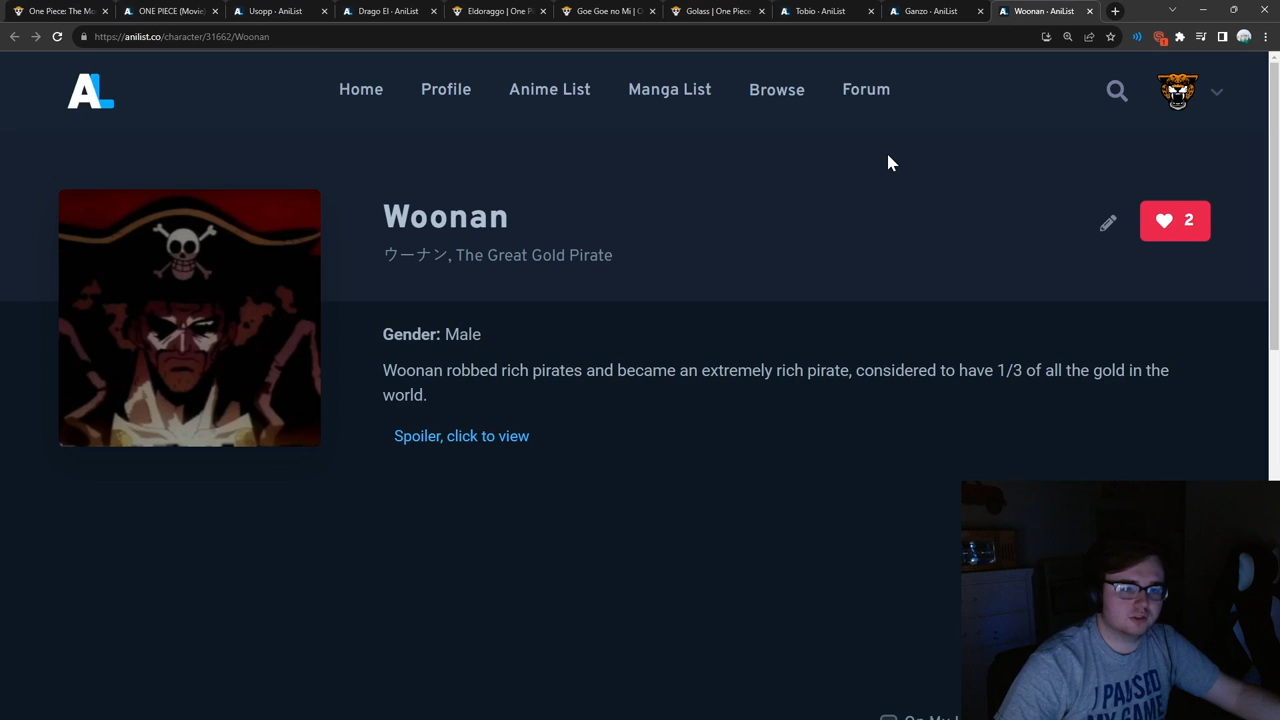 One Piece: The Mo
ONE PIECE (Movie)
Usopp · AniList
Drago El · AniList
Eldoraggo | One P
Goe Goe no Mi | O
Golass | One Piece
Tobio · AniList
Ganzo · AniList
Woonan · AniList
https://anilist.co/character/31662/Woonan
AL
Home
Profile
Anime List
Manga List
Browse
Forum
Woonan
2
ウーナン, The Great Gold Pirate
Gender: Male
Woonan robbed rich pirates and became an extremely rich pirate, considered to have 1/3 of all the gold in the
world.
Spoiler, click to view
I PAUSED
MY GAME